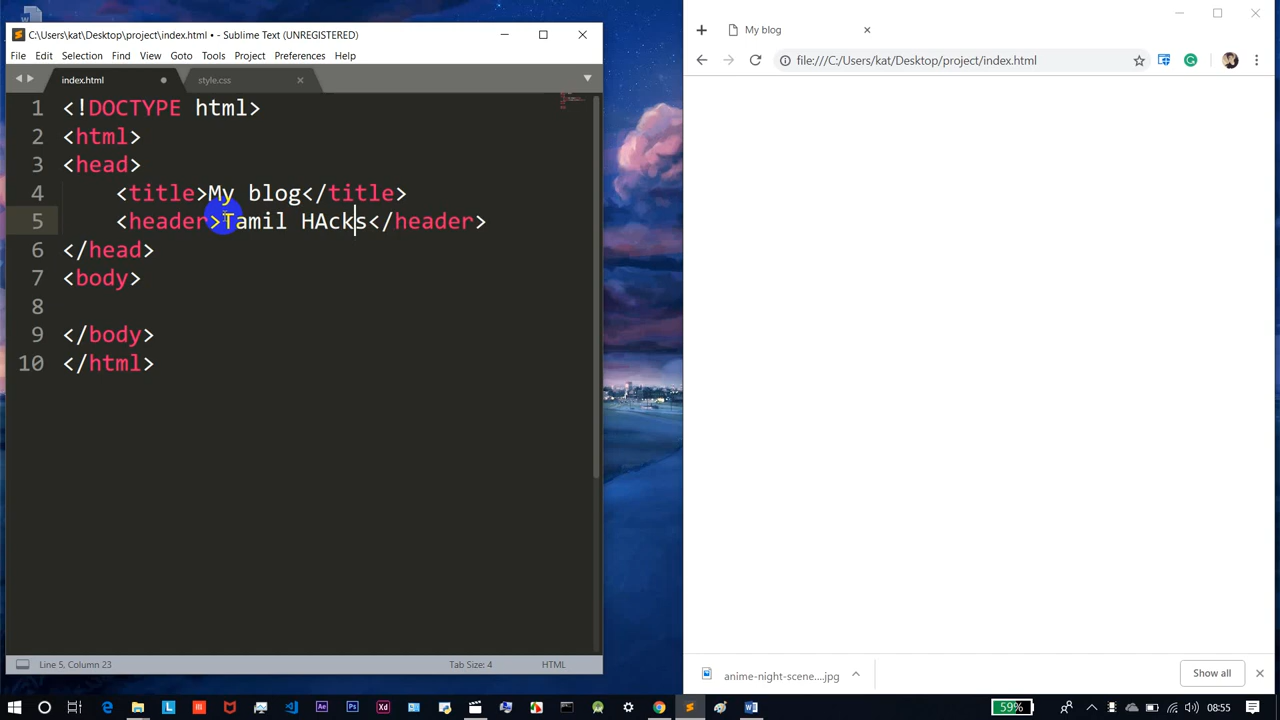 C:\Users\kat\Desktop\project\index.html • - Sublime Text (UNREGISTERED)
File Edit Selection Find View Goto Tools Project Preferences Help
index.html style.css
1 <!DOCTYPE html>
2 <html>
3 <head>
4 <title>My blog</title>
5 <header>Tamil HAcks</header>
6 </head>
7 <body>
8
9 </body>
10 </html>
Line 5, Column 23 Tab Size: 4 HTML
My blog
file:///C:/Users/kat/Desktop/project/index.html
anime-night-scene....jpg Show all
59% 08:55